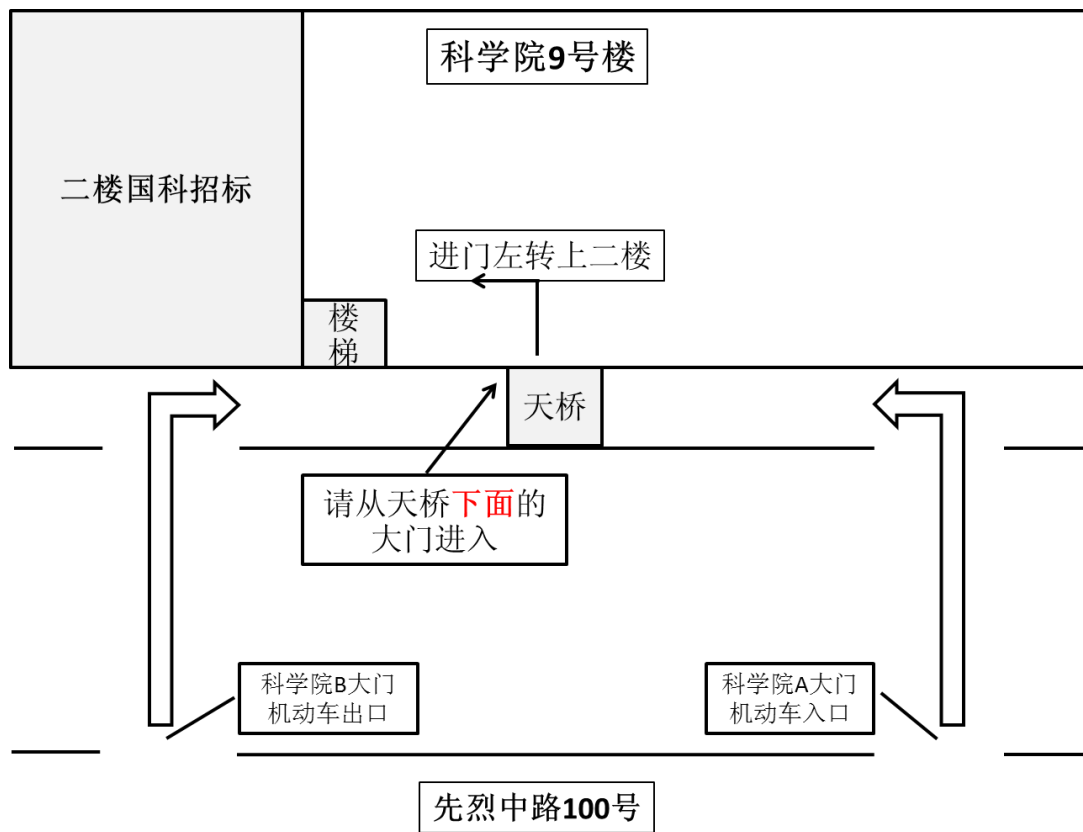 科学院9号楼
二楼国科招标
进门左转上二楼
楼
梯
天桥
请从天桥下面的
大门进入
科学院B大门
机动车出口
科学院A大门
机动车入口
先烈中路100号